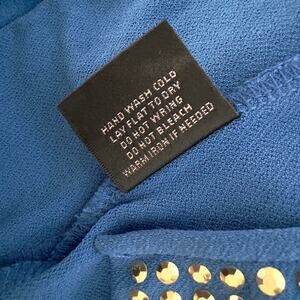 HAND WASH COLD
LAY FLAT TO DRY
DO NOT WRING
DO NOT BLEACH
WARM IRON IF NEEDED